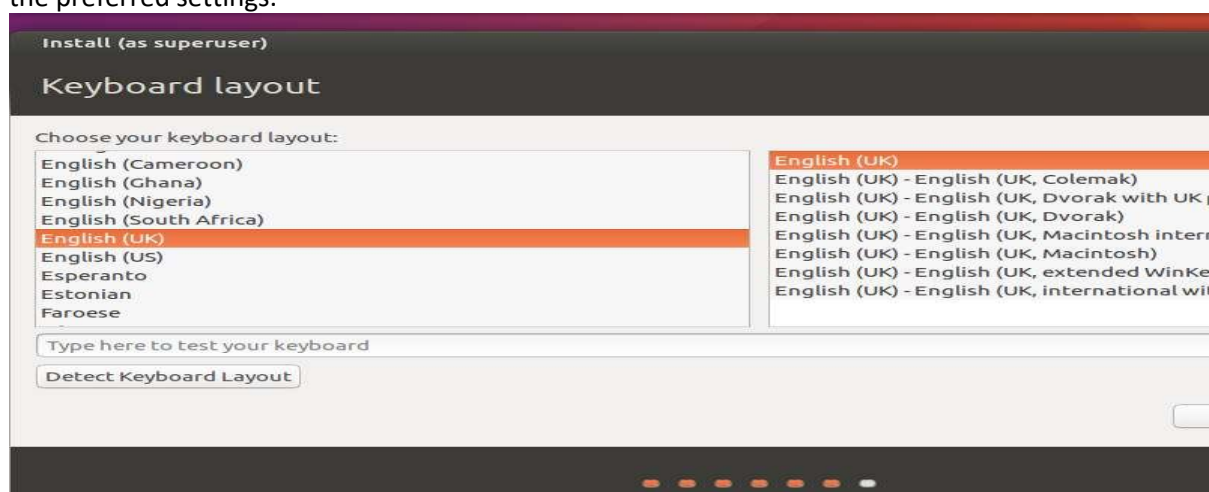 the preferred settings.
Install (as superuser)
Keyboard layout
Choose your keyboard layout:
English (Cameroon)
English (Ghana)
English (Nigeria)
English (South Africa)
English (UK)
English (US)
Esperanto
Estonian
Faroese
English (UK)
English (UK) - English (UK, Colemak)
English (UK) - English (UK, Dvorak with UK
English (UK) - English (UK, Dvorak)
English (UK) - English (UK, Macintosh
English (UK) - English (UK, Macintosh)
English (UK) - English (UK, extended
English (UK) - English (UK, international
Type here to test your keyboard
Detect Keyboard Layout